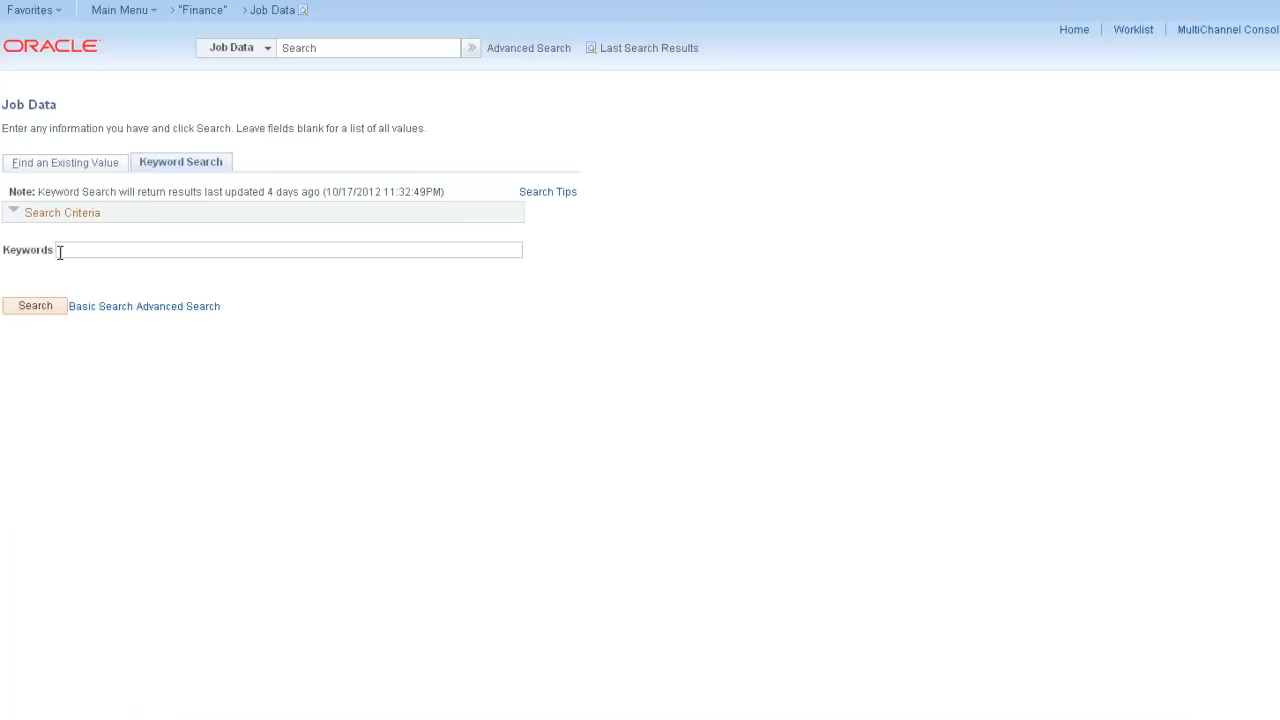 Favorites Main Menu > "Finance" > Job Data
Home Worklist MultiChannel Consol
ORACLE Job Data Search » Advanced Search Last Search Results
Job Data
Enter any information you have and click Search. Leave fields blank for a list of all values.
Find an Existing Value Keyword Search
Note: Keyword Search will return results last updated 4 days ago (10/17/2012 11:32:49PM) Search Tips
Search Criteria
Keywords
Search Basic Search Advanced Search